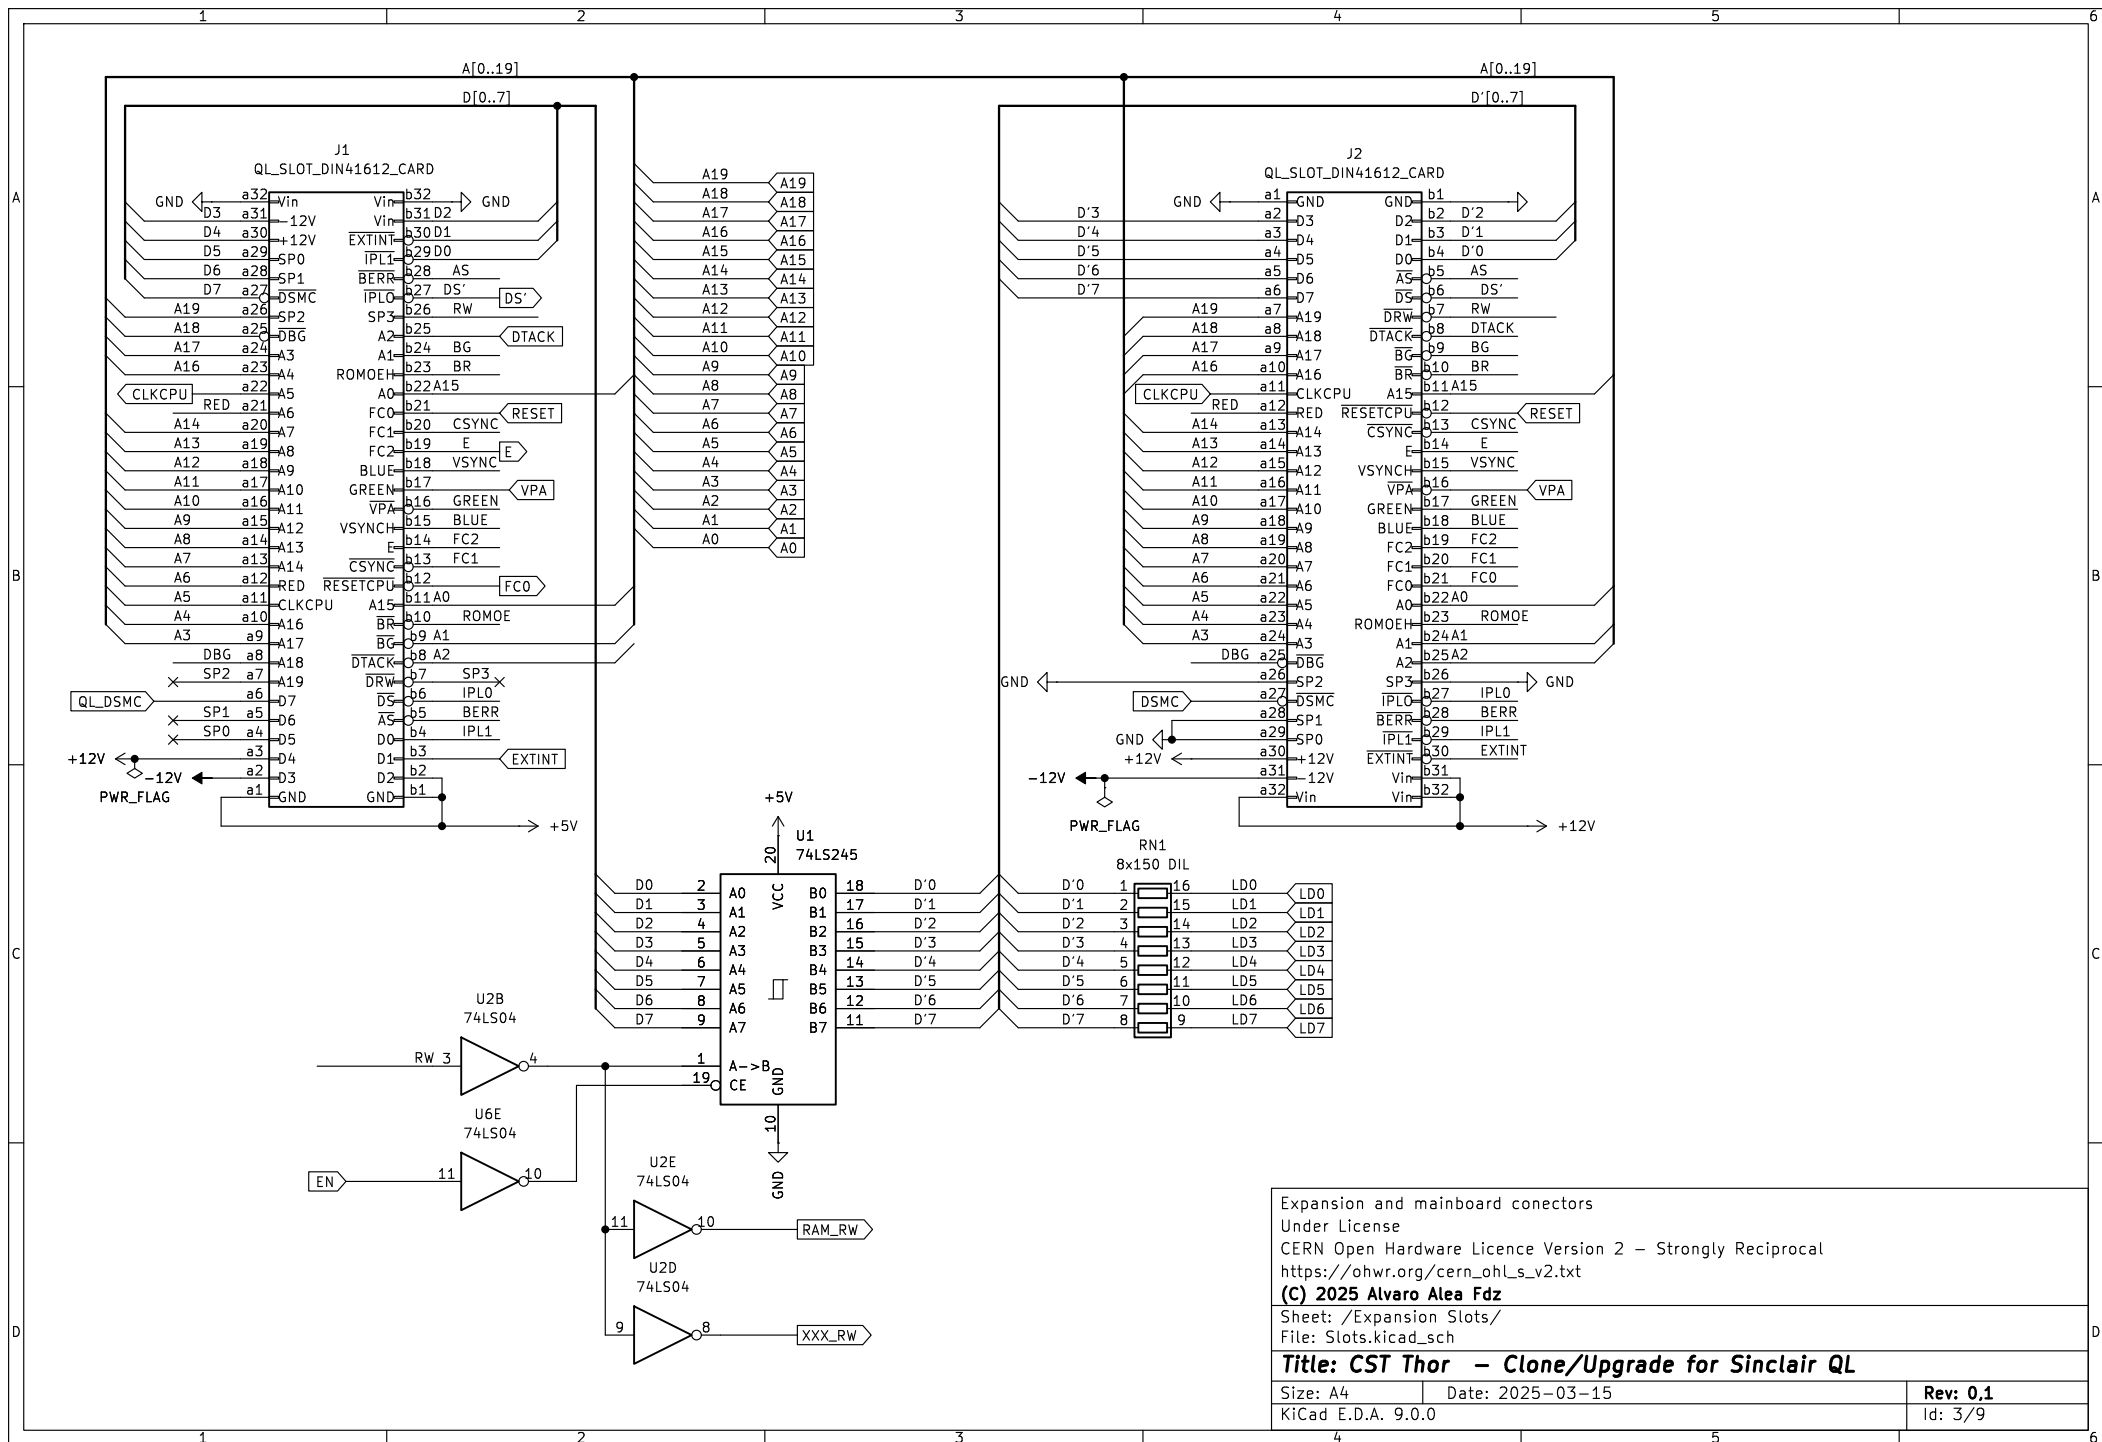 1 2 3 4 5 6
A[0..19] A[0..19]
D[0..7] D'[0..7]
J1
QL_SLOT_DIN41612_CARD
GND a32 Vin Vin b32 GND
D3 a31 -12V Vin b31 D2
D4 a30 +12V EXTINT b30 D1
D5 a29 SP0 IPL1 b29 D0
D6 a28 SP1 BERR b28 AS
D7 a27 DSMC IPL0 b27 DS' DS'
A19 a26 SP2 SP3 b26 RW
A18 a25 DBG A2 b25 DTACK
A17 a24 A3 A1 b24 BG
A16 a23 A4 ROMOEH b23 BR
CLKCPU a22 A5 A0 b22 A15
RED a21 A6 FC0 b21 RESET
A14 a20 A7 FC1 b20 CSYNC
A13 a19 A8 FC2 b19 E E
A12 a18 A9 BLUE b18 VSYNC
A11 a17 A10 GREEN b17 VPA
A10 a16 A11 VPA b16 GREEN
A9 a15 A12 VSYNCH b15 BLUE
A8 a14 A13 E b14 FC2
A7 a13 A14 CSYNC b13 FC1
A6 a12 RED RESETCPU b12 FC0
A5 a11 CLKCPU A15 b11 A0
A4 a10 A16 BR b10 ROMOE
A3 a9 A17 BG b9 A1
DBG a8 A18 DTACK b8 A2
SP2 a7 A19 DRW b7 SP3
QL_DSMC a6 D7 DS b6 IPL0
SP1 a5 D6 AS b5 BERR
SP0 a4 D5 D0 b4 IPL1
+12V a3 D4 D1 b3 EXTINT
-12V a2 D3 D2 b2
PWR_FLAG a1 GND GND b1
+5V
A19 A19
A18 A18
A17 A17
A16 A16
A15 A15
A14 A14
A13 A13
A12 A12
A11 A11
A10 A10
A9 A9
A8 A8
A7 A7
A6 A6
A5 A5
A4 A4
A3 A3
A2 A2
A1 A1
A0 A0
J2
QL_SLOT_DIN41612_CARD
GND a1 GND GND b1
D'3 a2 D3 D2 b2 D'2
D'4 a3 D4 D1 b3 D'1
D'5 a4 D5 D0 b4 D'0
D'6 a5 D6 AS b5 AS
D'7 a6 D7 DS b6 DS'
A19 a7 A19 DRW b7 RW
A18 a8 A18 DTACK b8 DTACK
A17 a9 A17 BG b9 BG
A16 a10 A16 BR b10 BR
CLKCPU a11 CLKCPU A15 b11 A15
RED a12 RED RESETCPU b12 RESET
A14 a13 A14 CSYNC b13 CSYNC
A13 a14 A13 E b14 E
A12 a15 A12 VSYNCH b15 VSYNC
A11 a16 A11 VPA b16 VPA
A10 a17 A10 GREEN b17 GREEN
A9 a18 A9 BLUE b18 BLUE
A8 a19 A8 FC2 b19 FC2
A7 a20 A7 FC1 b20 FC1
A6 a21 A6 FC0 b21 FC0
A5 a22 A5 A0 b22 A0
A4 a23 A4 ROMOEH b23 ROMOE
A3 a24 A3 A1 b24 A1
DBG a25 DBG A2 b25 A2
GND a26 SP2 SP3 b26 GND
DSMC a27 DSMC IPL0 b27 IPL0
a28 SP1 BERR b28 BERR
GND a29 SP0 IPL1 b29 IPL1
+12V a30 +12V EXTINT b30 EXTINT
-12V a31 -12V Vin b31
a32 Vin Vin b32
PWR_FLAG +12V
+5V
U1
74LS245
20 VCC
D0 2 A0 B0 18 D'0
D1 3 A1 B1 17 D'1
D2 4 A2 B2 16 D'2
D3 5 A3 B3 15 D'3
D4 6 A4 B4 14 D'4
D5 7 A5 B5 13 D'5
D6 8 A6 B6 12 D'6
D7 9 A7 B7 11 D'7
1 A->B
19 CE
GND 10
GND
RN1
8x150 DIL
D'0 1 16 LD0 LD0
D'1 2 15 LD1 LD1
D'2 3 14 LD2 LD2
D'3 4 13 LD3 LD3
D'4 5 12 LD4 LD4
D'5 6 11 LD5 LD5
D'6 7 10 LD6 LD6
D'7 8 9 LD7 LD7
U2B
74LS04
RW 3 4
U6E
74LS04
EN 11 10
U2E
74LS04
11 10 RAM_RW
U2D
74LS04
9 8 XXX_RW
A A
B B
C C
D D
Expansion and mainboard conectors
Under License
CERN Open Hardware Licence Version 2 - Strongly Reciprocal
https://ohwr.org/cern_ohl_s_v2.txt
(C) 2025 Alvaro Alea Fdz
Sheet: /Expansion Slots/
File: Slots.kicad_sch
Title: CST Thor - Clone/Upgrade for Sinclair QL
Size: A4 Date: 2025-03-15 Rev: 0,1
KiCad E.D.A. 9.0.0 Id: 3/9
1 2 3 4 5 6